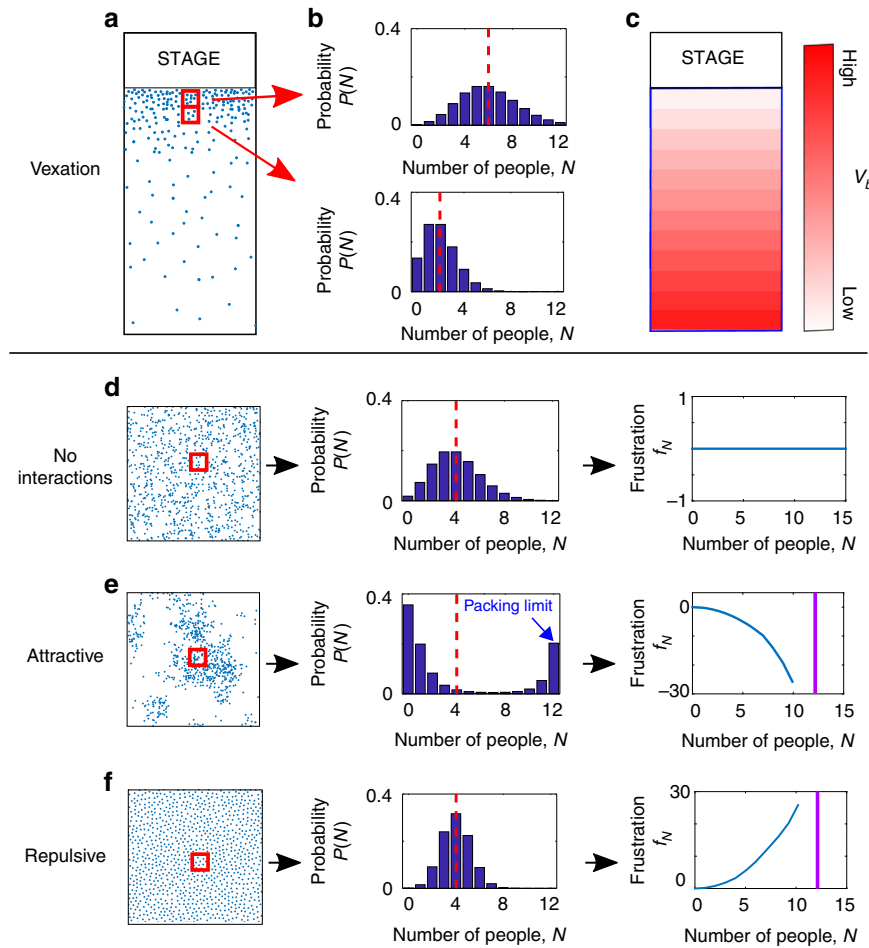 a
STAGE
Vexation
b
0.4
Probability
P(N)
0
0 4 8 12
Number of people, N
0.4
Probability
P(N)
0
0 4 8 12
Number of people, N
c
STAGE
High
Low
d
No
interactions
0.4
Probability
P(N)
0
0 4 8 12
Number of people, N
1
Frustration
fN
−1
0 5 10 15
Number of people, N
e
Attractive
0.4
Probability
P(N)
0
Packing limit
0 4 8 12
Number of people, N
0
Frustration
fN
−30
0 5 10 15
Number of people, N
f
Repulsive
0.4
Probability
P(N)
0
0 4 8 12
Number of people, N
30
Frustration
fN
0
0 5 10 15
Number of people, N